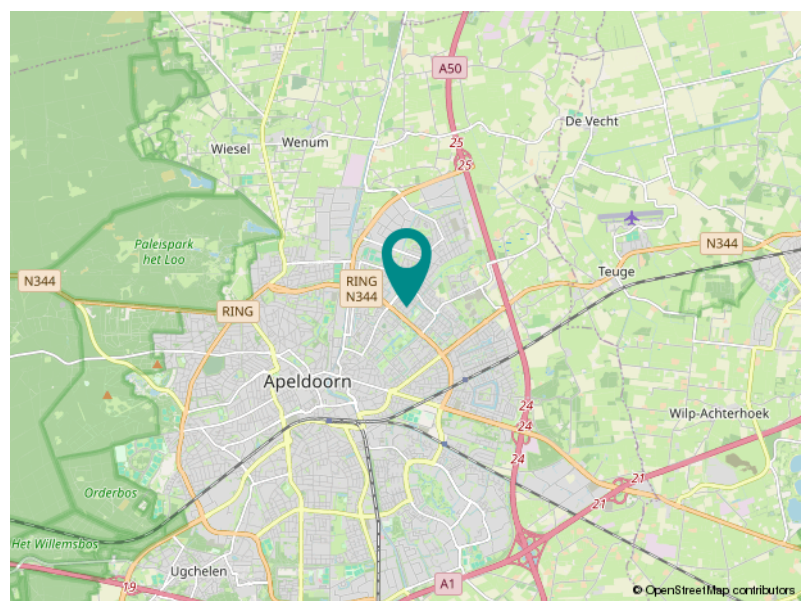 A50
De Vecht
25
Wenum
Wiesel
25
Paleispark
het Loo
N344
Teuge
N344
RING
N344
RING
Apeldoorn
24
Wilp-Achterhoek
24
24
21
Orderbos
21
Het Willemsbos
Ugchelen
19
A1
© OpenStreetMap contributors